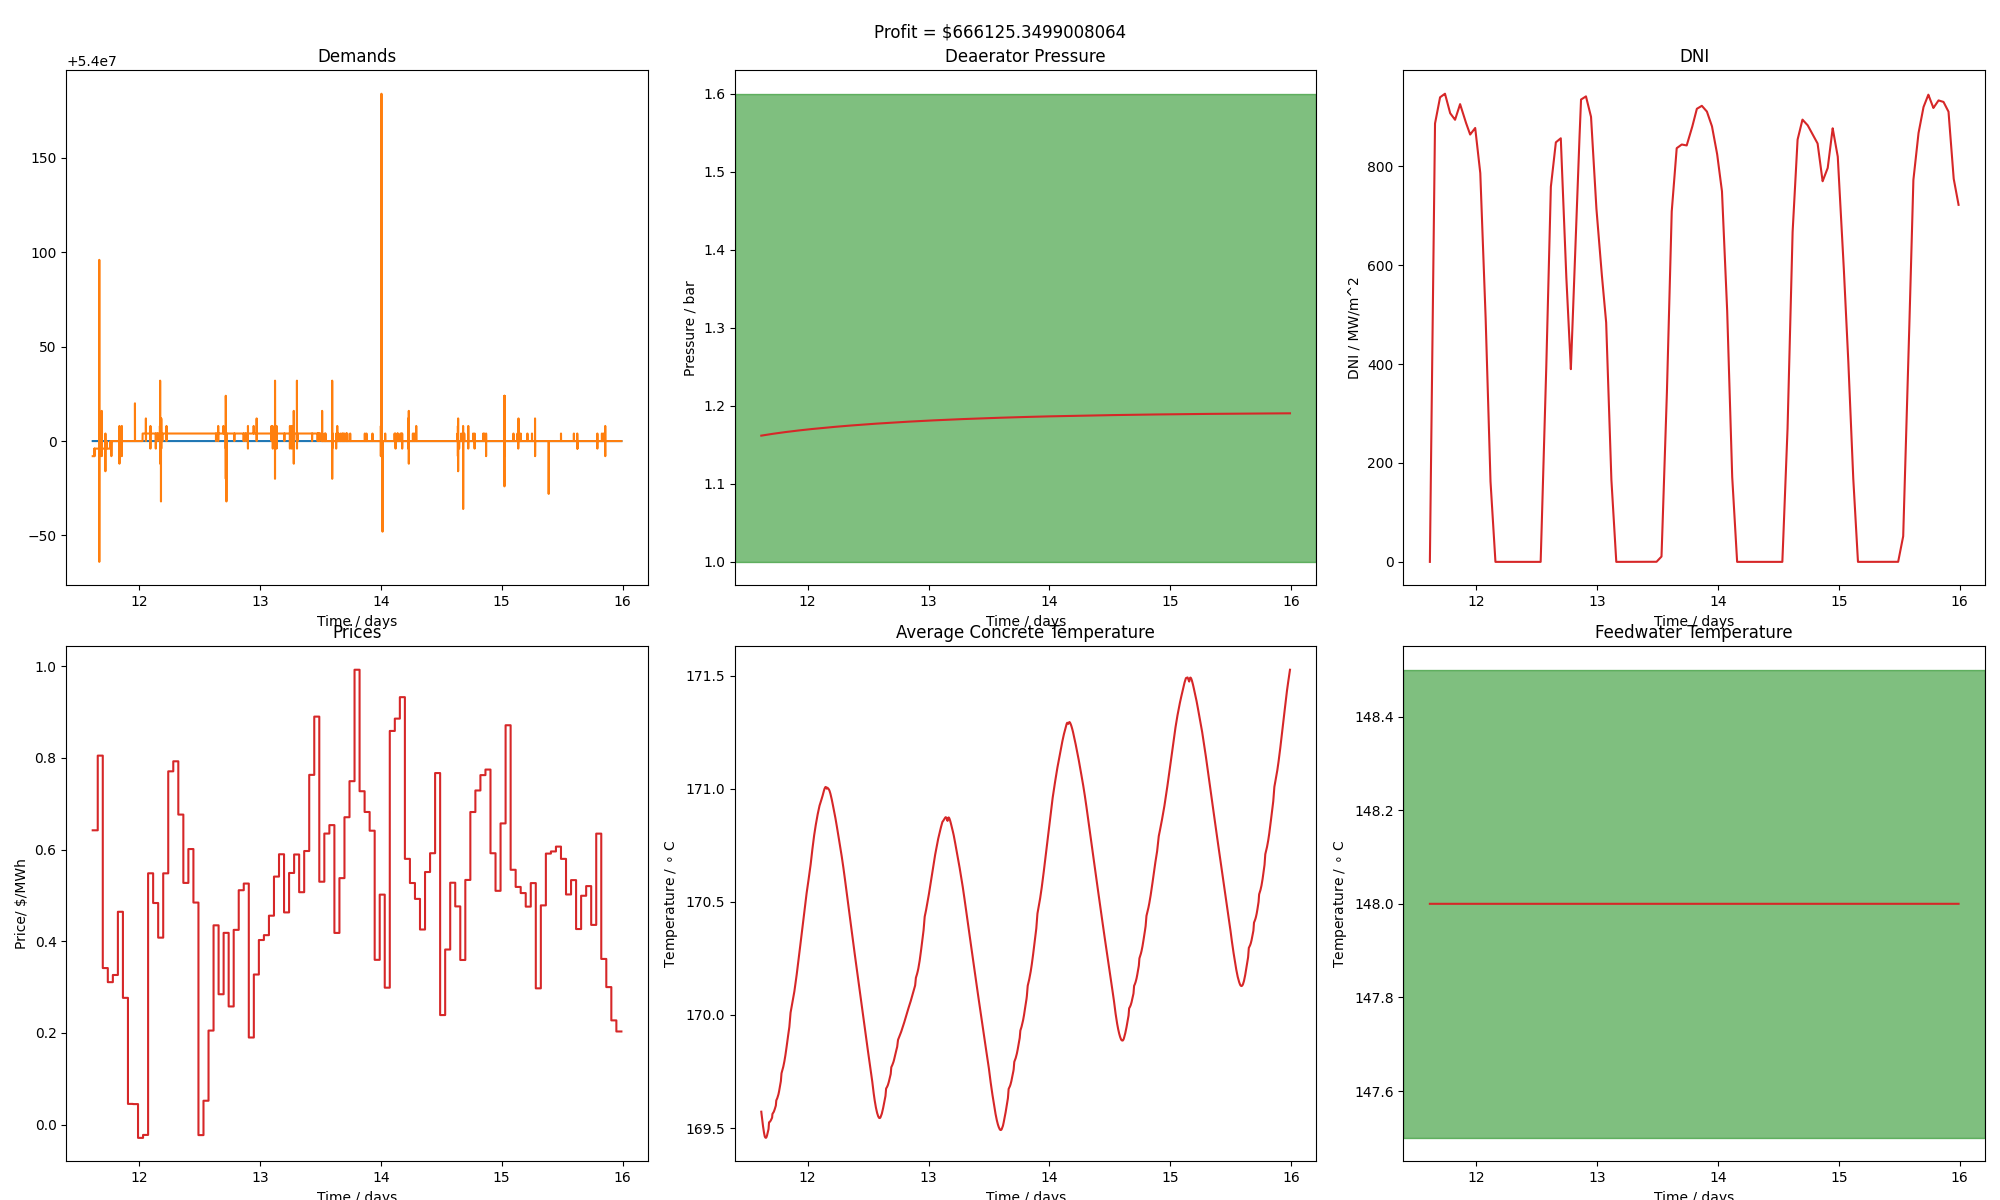 Profit = $666125.3499008064
Demands
+5.4e7
150
100
50
0
−50
12 13 14 15 16
Time / days
Deaerator Pressure
Pressure / bar
1.6
1.5
1.4
1.3
1.2
1.1
1.0
12 13 14 15 16
Time / days
DNI
DNI / MW/m^2
800
600
400
200
0
12 13 14 15 16
Time / days
Prices
Price/ $/MWh
1.0
0.8
0.6
0.4
0.2
0.0
12 13 14 15 16
Time / days
Average Concrete Temperature
Temperature / ∘ C
171.5
171.0
170.5
170.0
169.5
12 13 14 15 16
Time / days
Feedwater Temperature
Temperature / ∘ C
148.4
148.2
148.0
147.8
147.6
12 13 14 15 16
Time / days